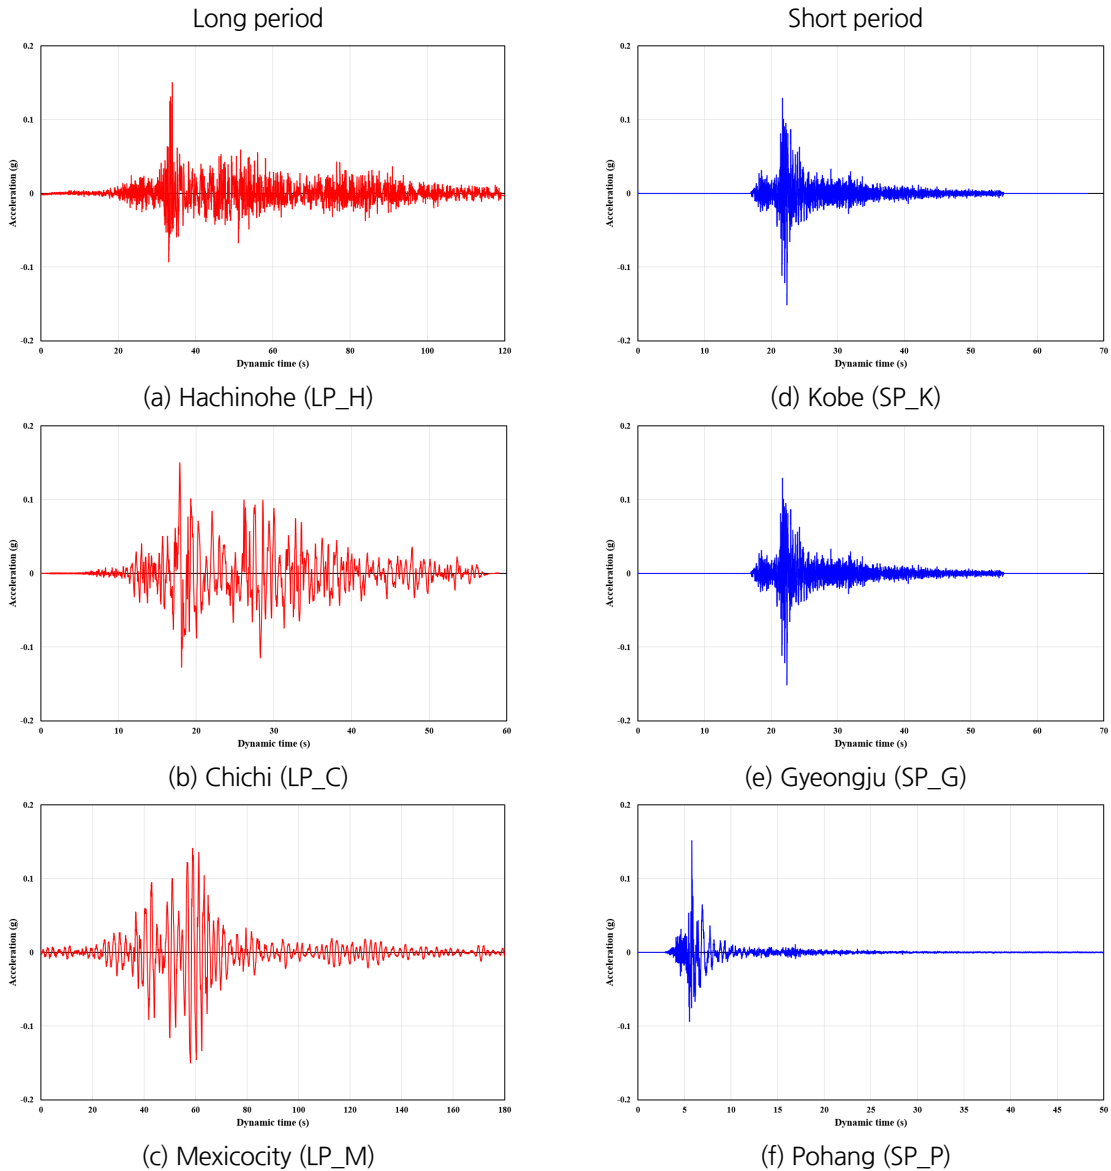 Long period
Short period
0.2
0.1
0
-0.1
-0.2
Acceleration (g)
0 20 40 60 80 100 120
Dynamic time (s)
(a) Hachinohe (LP_H)
0.2
0.1
0
-0.1
-0.2
Acceleration (g)
0 10 20 30 40 50 60 70
Dynamic time (s)
(d) Kobe (SP_K)
0.2
0.1
0
-0.1
-0.2
Acceleration (g)
0 10 20 30 40 50 60
Dynamic time (s)
(b) Chichi (LP_C)
0.2
0.1
0
-0.1
-0.2
Acceleration (g)
0 10 20 30 40 50 60 70
Dynamic time (s)
(e) Gyeongju (SP_G)
0.2
0.1
0
-0.1
-0.2
Acceleration (g)
0 20 40 60 80 100 120 140 160 180
Dynamic time (s)
(c) Mexicocity (LP_M)
0.2
0.1
0
-0.1
-0.2
Acceleration (g)
0 5 10 15 20 25 30 35 40 45 50
Dynamic time (s)
(f) Pohang (SP_P)